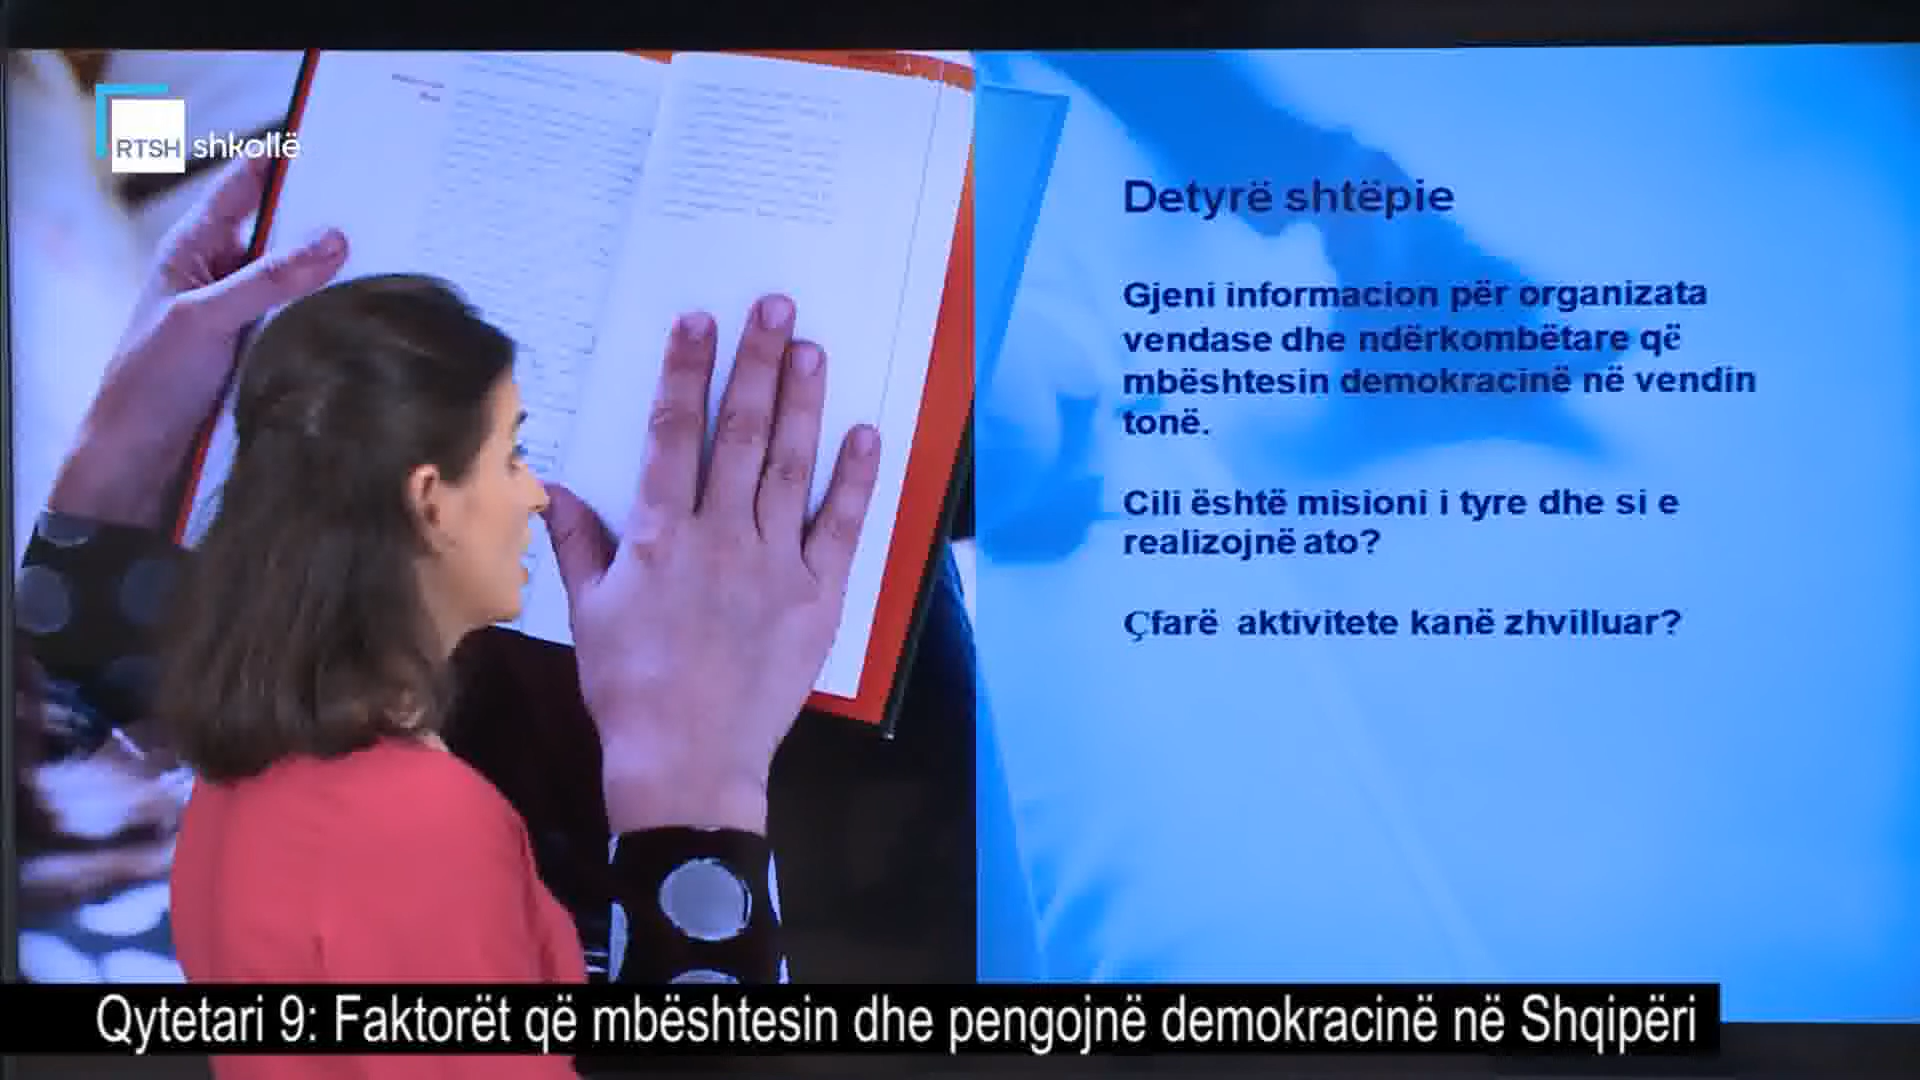 RTSH shkollë
Detyrë shtëpie
Gjeni informacion për organizata
vendase dhe ndërkombëtare që
mbështesin demokracinë në vendin
tonë.
Cili është misioni i tyre dhe si e
realizojnë ato?
Çfarë aktivitete kanë zhvilluar?
Qytetari 9: Faktorët që mbështesin dhe pengojnë demokracinë në Shqipëri